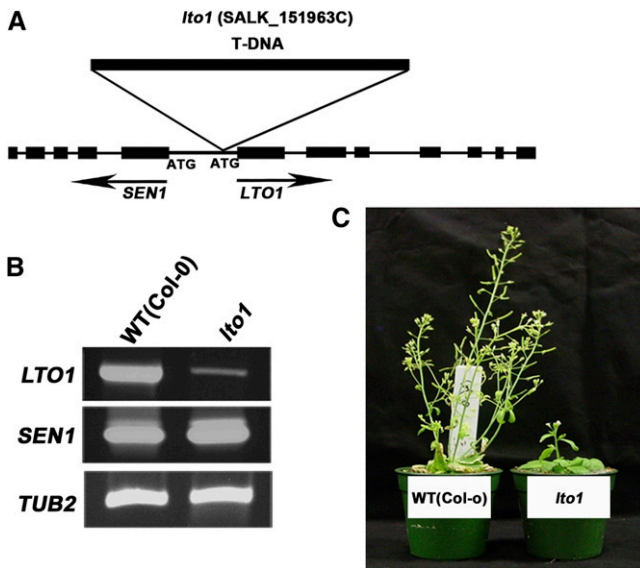 A
lto1 (SALK_151963C)
T-DNA
ATG ATG
SEN1 LTO1
B
WT(Col-0) lto1
LTO1
SEN1
TUB2
C
WT(Col-o) lto1